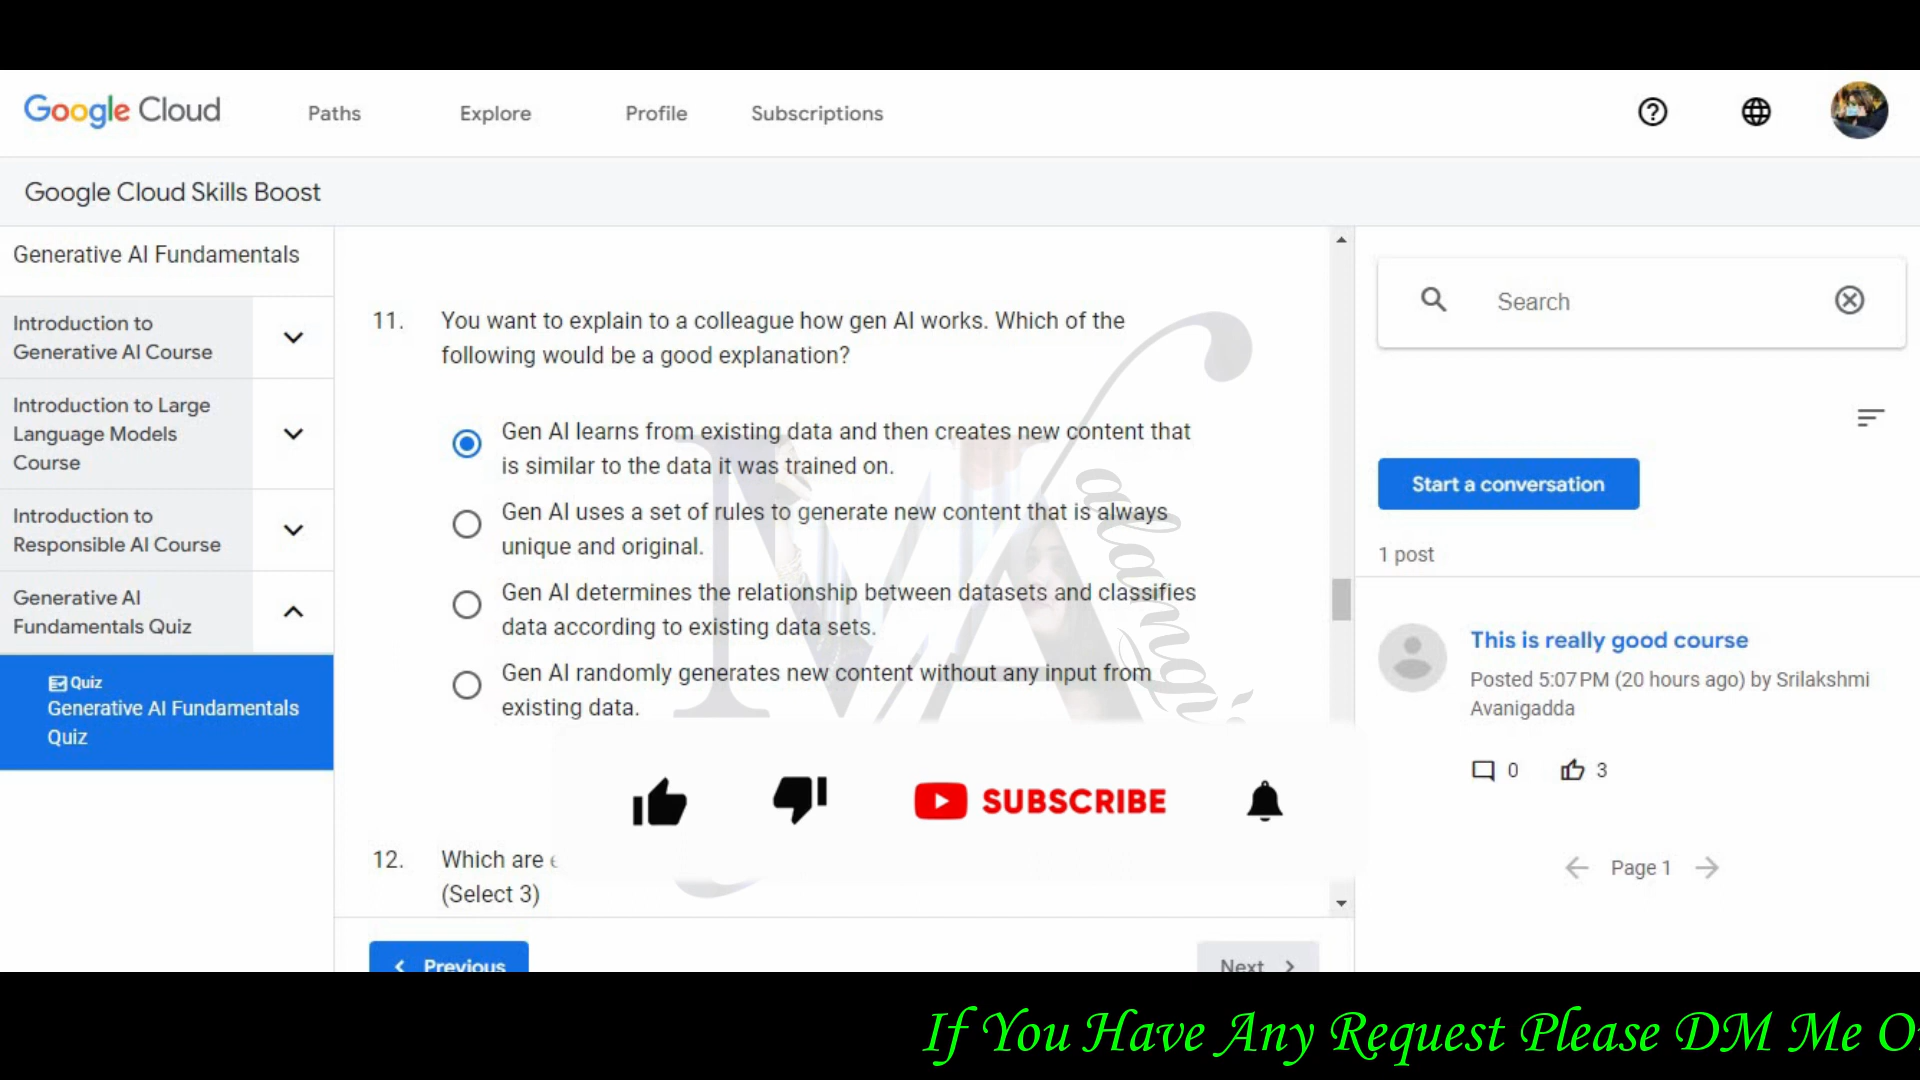 Google Cloud
Paths
Explore
Profile
Subscriptions
Google Cloud Skills Boost
Generative AI Fundamentals
Introduction to
Generative AI Course
Introduction to Large
Language Models
Course
Introduction to
Responsible AI Course
Generative AI
Fundamentals Quiz
Quiz
Generative AI Fundamentals
Quiz
11. You want to explain to a colleague how gen AI works. Which of the
following would be a good explanation?
Gen AI learns from existing data and then creates new content that
is similar to the data it was trained on.
Gen AI uses a set of rules to generate new content that is always
unique and original.
Gen AI determines the relationship between datasets and classifies
data according to existing data sets.
Gen AI randomly generates new content without any input from
existing data.
SUBSCRIBE
12. Which are
(Select 3)
Previous
Next
Search
Start a conversation
1 post
This is really good course
Posted 5:07 PM (20 hours ago) by Srilakshmi
Avanigadda
0
3
Page 1
If You Have Any Request Please DM Me